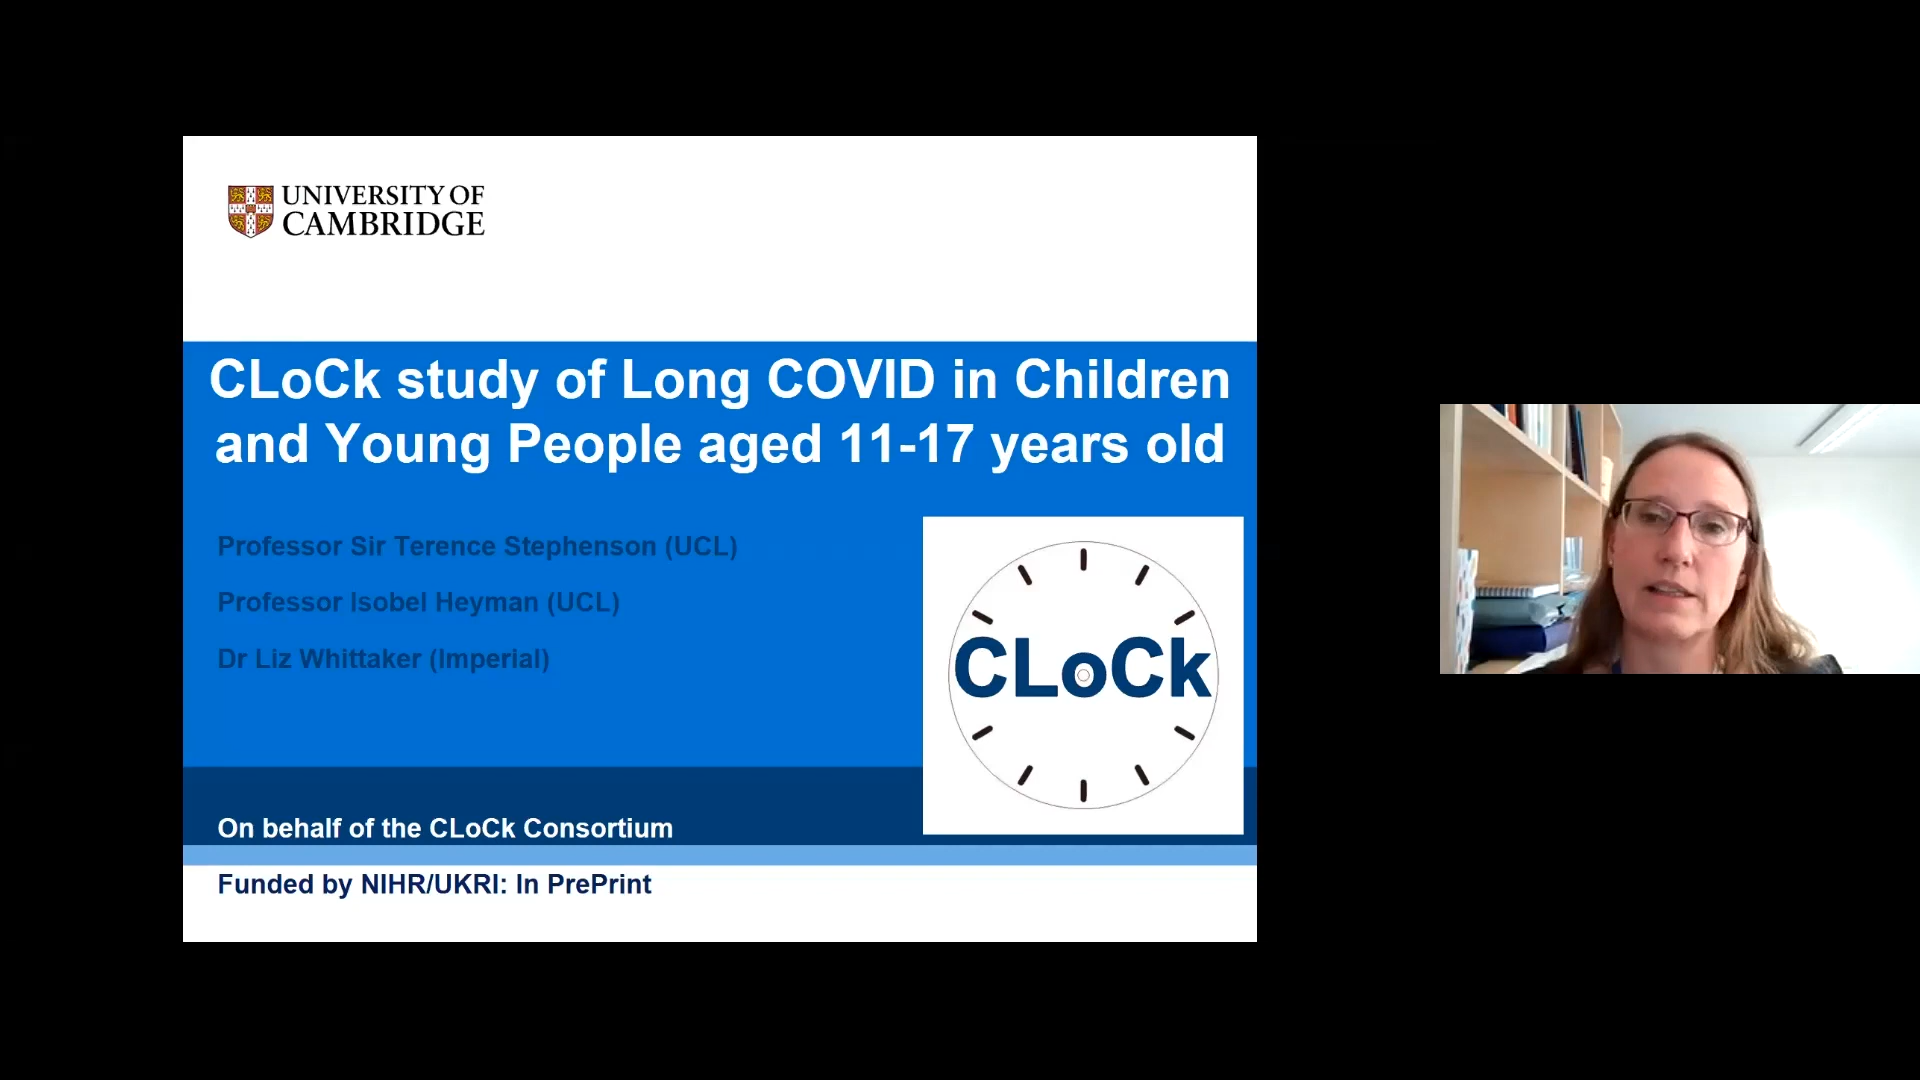 UNIVERSITY OF
CAMBRIDGE
CLoCk study of Long COVID in Children
and Young People aged 11-17 years old
Professor Sir Terence Stephenson (UCL)
Professor Isobel Heyman (UCL)
Dr Liz Whittaker (Imperial)
CLoCk
On behalf of the CLoCk Consortium
Funded by NIHR/UKRI: In PrePrint